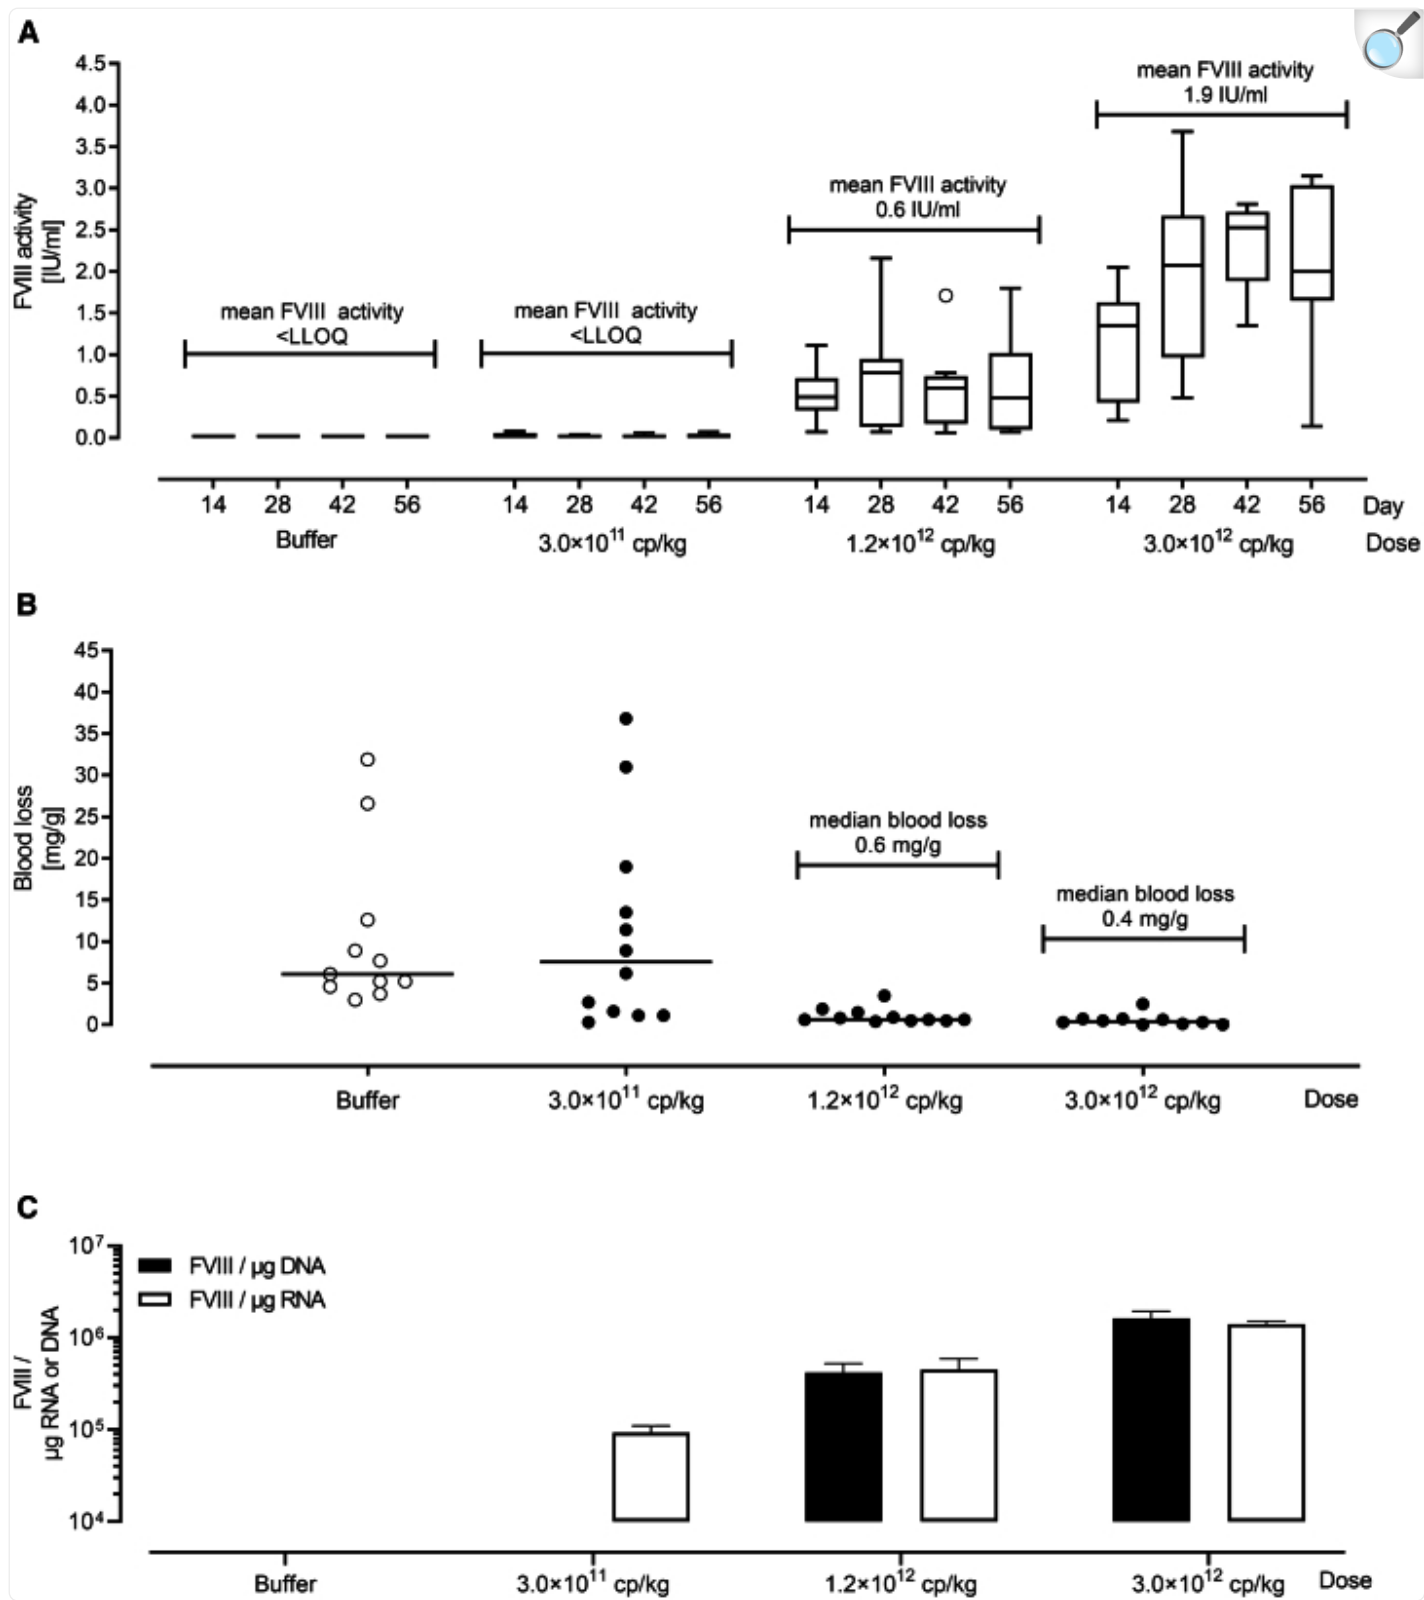 A
4.5
4.0
3.5
3.0
2.5
2.0
1.5
1.0
0.5
0.0
FVIII activity
[IU/ml]
mean FVIII activity
<LLOQ
mean FVIII activity
<LLOQ
mean FVIII activity
0.6 IU/ml
mean FVIII activity
1.9 IU/ml
14 28 42 56 14 28 42 56 14 28 42 56 14 28 42 56 Day
Buffer 3.0×10¹¹ cp/kg 1.2×10¹² cp/kg 3.0×10¹² cp/kg Dose
B
45
40
35
30
25
20
15
10
5
0
Blood loss
[mg/g]
median blood loss
0.6 mg/g
median blood loss
0.4 mg/g
Buffer 3.0×10¹¹ cp/kg 1.2×10¹² cp/kg 3.0×10¹² cp/kg Dose
C
10⁷
10⁶
10⁵
10⁴
FVIII /
µg RNA or DNA
FVIII / µg DNA
FVIII / µg RNA
Buffer 3.0×10¹¹ cp/kg 1.2×10¹² cp/kg 3.0×10¹² cp/kg Dose